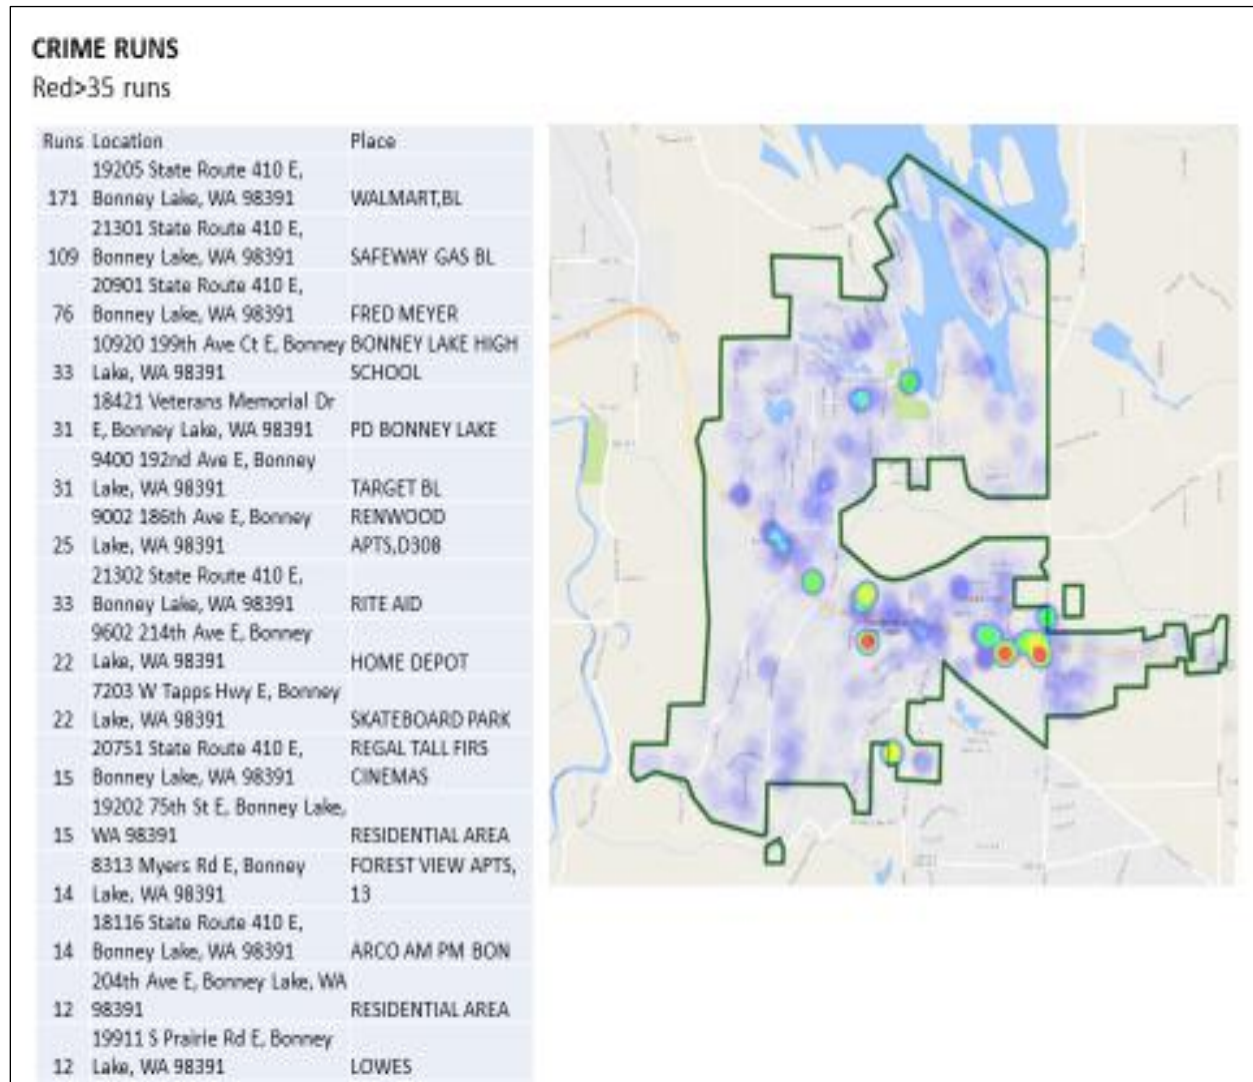 CRIME RUNS
Red>35 runs
Runs Location Place
19205 State Route 410 E,
171 Bonney Lake, WA 98391 WALMART,BL
21301 State Route 410 E,
109 Bonney Lake, WA 98391 SAFEWAY GAS BL
20901 State Route 410 E,
76 Bonney Lake, WA 98391 FRED MEYER
10920 199th Ave Ct E, Bonney BONNEY LAKE HIGH
33 Lake, WA 98391 SCHOOL
18421 Veterans Memorial Dr
31 E, Bonney Lake, WA 98391 PD BONNEY LAKE
9400 192nd Ave E, Bonney
31 Lake, WA 98391 TARGET BL
9002 186th Ave E, Bonney RENWOOD
25 Lake, WA 98391 APTS,D308
21302 State Route 410 E,
33 Bonney Lake, WA 98391 RITE AID
9602 214th Ave E, Bonney
22 Lake, WA 98391 HOME DEPOT
7203 W Tapps Hwy E, Bonney
22 Lake, WA 98391 SKATEBOARD PARK
20751 State Route 410 E, REGAL TALL FIRS
15 Bonney Lake, WA 98391 CINEMAS
19202 75th St E, Bonney Lake,
15 WA 98391 RESIDENTIAL AREA
8313 Myers Rd E, Bonney FOREST VIEW APTS,
14 Lake, WA 98391 13
18116 State Route 410 E,
14 Bonney Lake, WA 98391 ARCO AM PM BON
204th Ave E, Bonney Lake, WA
12 98391 RESIDENTIAL AREA
19911 S Prairie Rd E, Bonney
12 Lake, WA 98391 LOWES